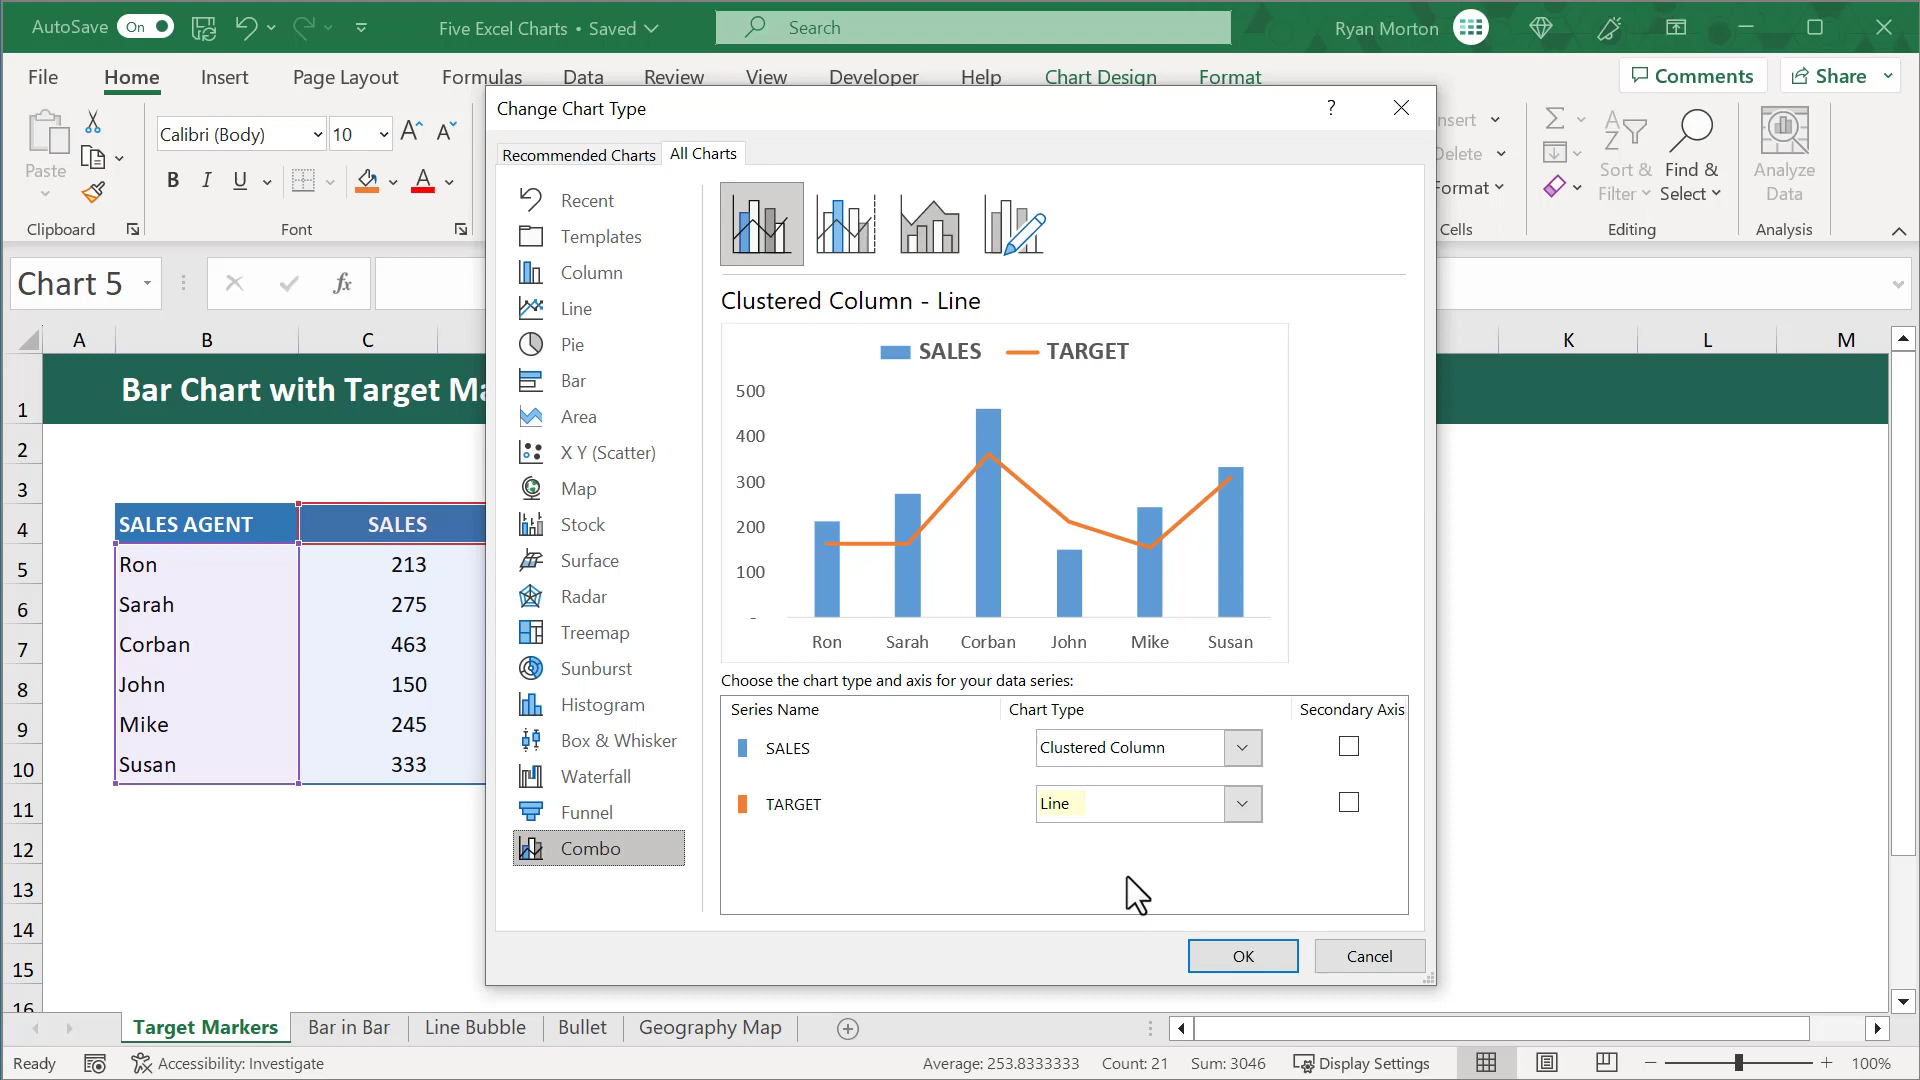 AutoSave On Five Excel Charts • Saved Search Ryan Morton
File Home Insert Page Layout Formulas Data Review View Developer Help Chart Design Format Comments Share
Paste
Calibri (Body) 10
B I U A
Clipboard Font
Insert
Delete
Format
Cells
Sort & Filter
Find & Select
Editing
Analyze Data
Analysis
Chart 5 fx
A B C K L M
1 Bar Chart with Target Ma
2
3
4 SALES AGENT SALES
5 Ron 213
6 Sarah 275
7 Corban 463
8 John 150
9 Mike 245
10 Susan 333
11
12
13
14
15
16
Change Chart Type ?
Recommended Charts All Charts
Recent
Templates
Column
Line
Pie
Bar
Area
X Y (Scatter)
Map
Stock
Surface
Radar
Treemap
Sunburst
Histogram
Box & Whisker
Waterfall
Funnel
Combo
Clustered Column - Line
SALES TARGET
500
400
300
200
100
-
Ron Sarah Corban John Mike Susan
Choose the chart type and axis for your data series:
Series Name Chart Type Secondary Axis
SALES Clustered Column
TARGET Line
OK Cancel
Target Markers Bar in Bar Line Bubble Bullet Geography Map
Ready Accessibility: Investigate Average: 253.8333333 Count: 21 Sum: 3046 Display Settings 100%